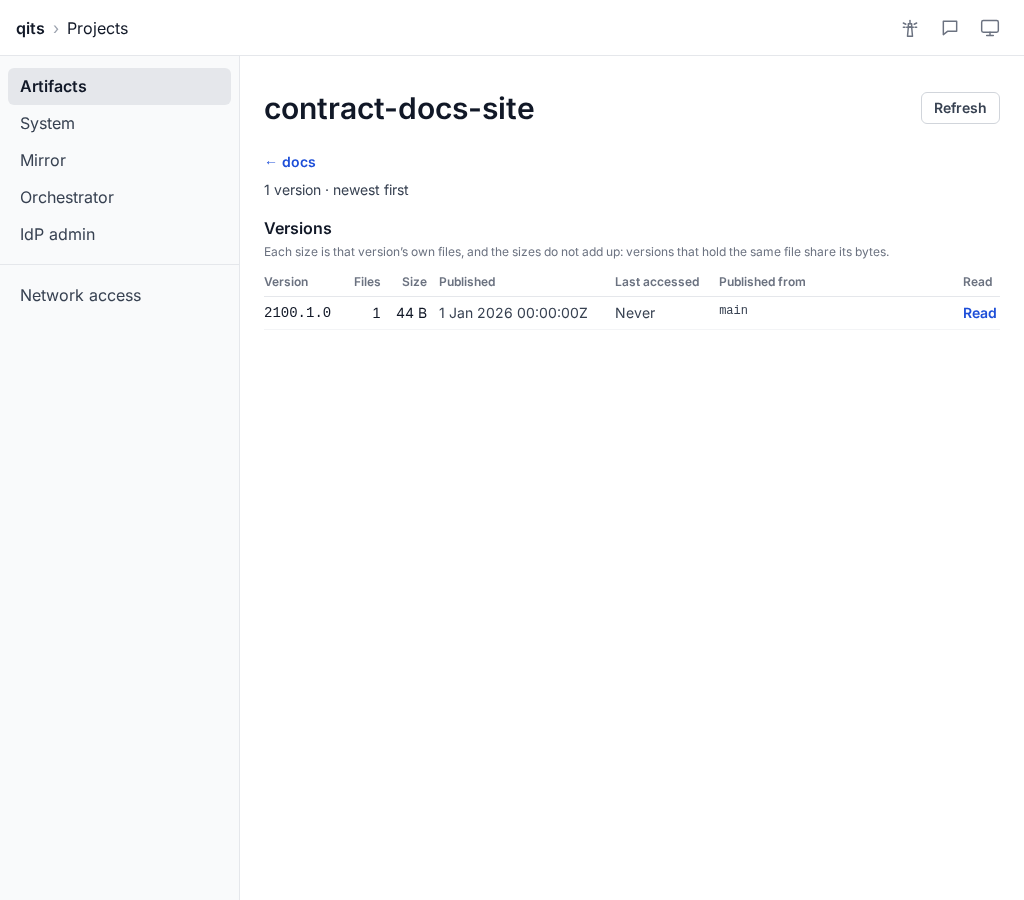 qits › Projects
Artifacts
System
Mirror
Orchestrator
IdP admin
Network access
contract-docs-site
Refresh
← docs
1 version · newest first
Versions
Each size is that version’s own files, and the sizes do not add up: versions that hold the same file share its bytes.
Version Files Size Published Last accessed Published from Read
2100.1.0 1 44 B 1 Jan 2026 00:00:00Z Never main Read